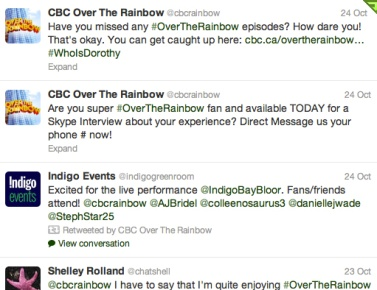 CBC Over The Rainbow @cbcrainbow 24 Oct
Have you missed any #OverTheRainbow episodes? How dare you!
That's okay. You can get caught up here: cbc.ca/overtherainbow…
#WhoIsDorothy
Expand
CBC Over The Rainbow @cbcrainbow 24 Oct
Are you super #OverTheRainbow fan and available TODAY for a
Skype Interview about your experience? Direct Message us your
phone # now!
Expand
!ndigo
events
Indigo Events @indigogreenroom 24 Oct
Excited for the live performance @IndigoBayBloor. Fans/friends
attend! @cbcrainbow @AJBridel @colleenosaurus3 @daniellejwade
@StephStar25
Retweeted by CBC Over The Rainbow
View conversation
Shelley Rolland @chatshell 23 Oct
@cbcrainbow I have to say that I'm quite enjoying #OverTheRainbow